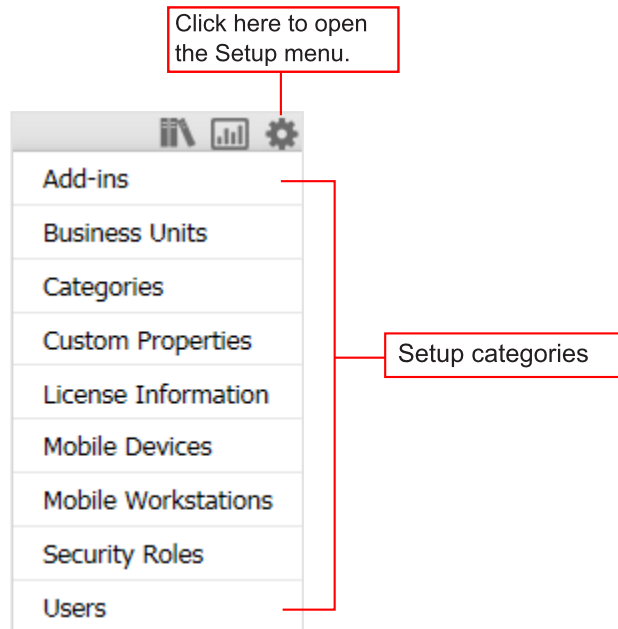 Click here to open
the Setup menu.
Add-ins
Business Units
Categories
Custom Properties
Setup categories
License Information
Mobile Devices
Mobile Workstations
Security Roles
Users